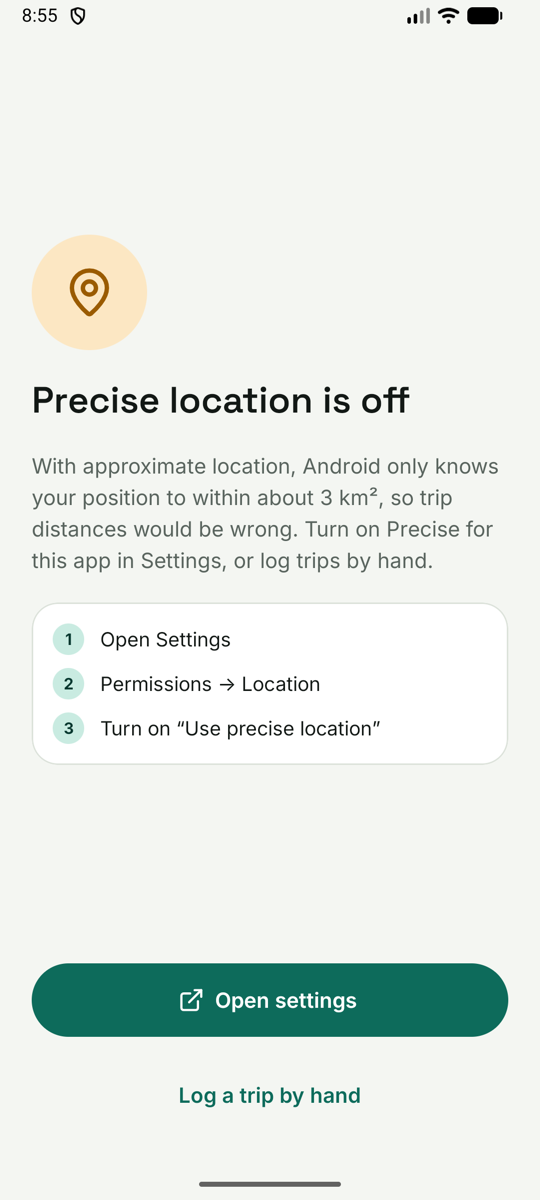 8:55
Precise location is off
With approximate location, Android only knows
your position to within about 3 km², so trip
distances would be wrong. Turn on Precise for
this app in Settings, or log trips by hand.
1 Open Settings
2 Permissions → Location
3 Turn on “Use precise location”
Open settings
Log a trip by hand